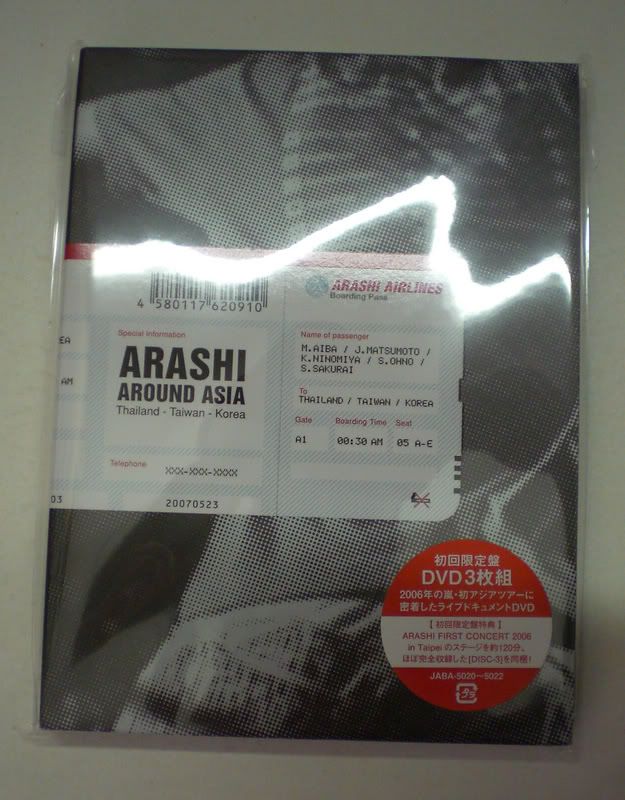 4 580117 620910
ARASHI AIRLINES
Boarding Pass
EA
AM
03
Special information
ARASHI
AROUND ASIA
Thailand - Taiwan - Korea
Telephone
XXX-XXX-XXXX
20070523
Name of passenger
M.AIBA / J.MATSUMOTO /
K.NINOMIYA / S.OHNO /
S.SAKURAI
To
THAILAND / TAIWAN / KOREA
Gate Boarding Time Seat
A1 00:30 AM 05 A-E
初回限定盤
DVD3枚組
2006年の嵐・初アジアツアーに
密着したライブドキュメントDVD
【初回限定盤特典】
ARASHI FIRST CONCERT 2006
in Taipei のステージを約120分、
ほぼ完全収録した[DISC-3]を同梱!
JABA-5020〜5022
プラ